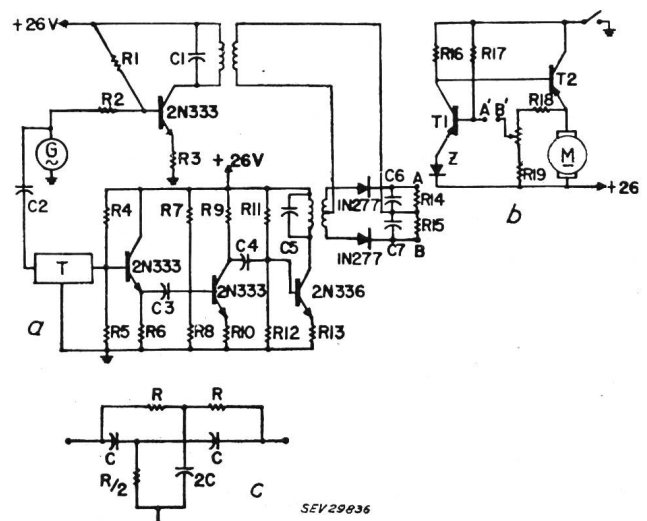 +26V
R1
C1
R16
R17
T2
R2
2N333
R18
T1
A'
B'
G
R3
Z
R19
M
+26V
C6
A
C2
1N277
R14
+26
R4
R7
R9
R11
C5
R15
b
C4
C7
B
T
2N333
1N277
C3
2N333
2N336
a
R5
R6
R8
R10
R12
R13
R
R
C
C
R/2
2C
c
SEV29836